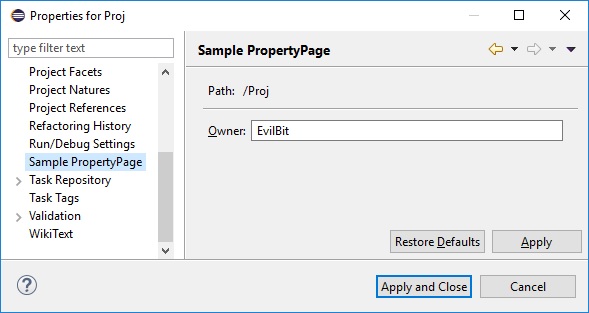 Properties for Proj
type filter text
Project Facets
Project Natures
Project References
Refactoring History
Run/Debug Settings
Sample PropertyPage
Task Repository
Task Tags
Validation
WikiText
Sample PropertyPage
Path: /Proj
Owner: EvilBit
Restore Defaults Apply
? Apply and Close Cancel